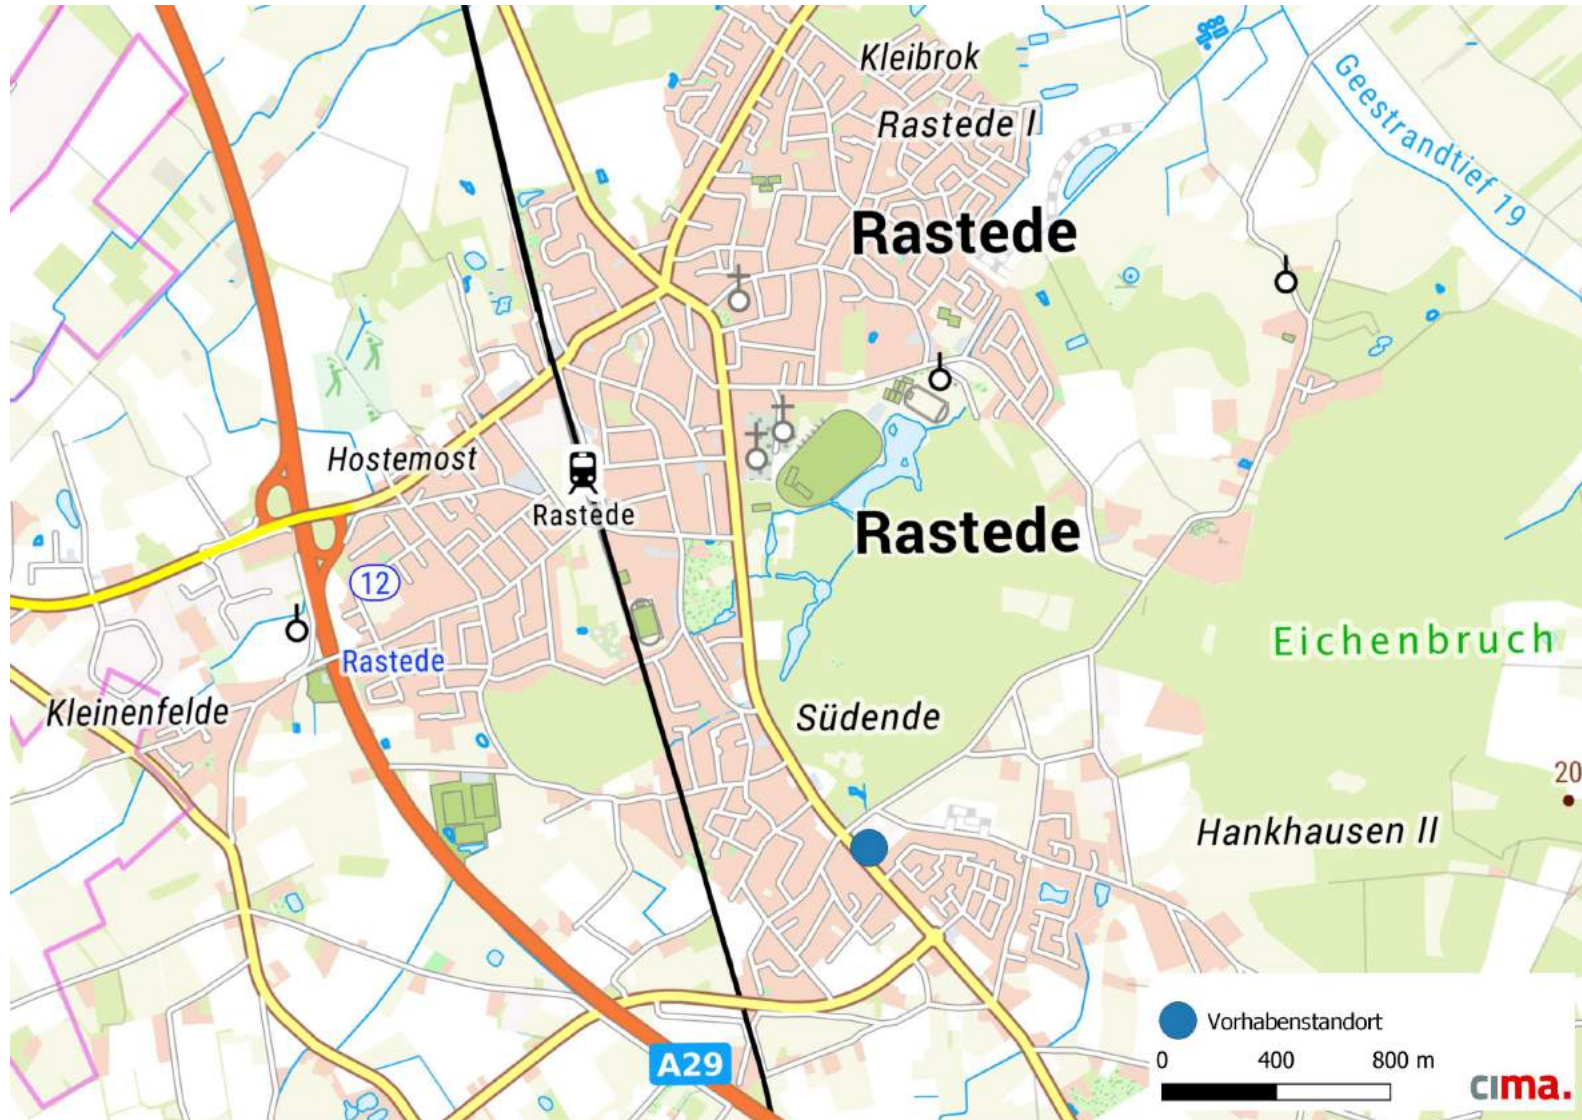 Kleibrok
Rastede I
Geestrandtief 19
Rastede
Hostemost
Rastede
Rastede
12
Rastede
Eichenbruch
Kleinenfelde
Südende
20
Hankhausen II
Vorhabenstandort
0 400 800 m
A29
cıma.